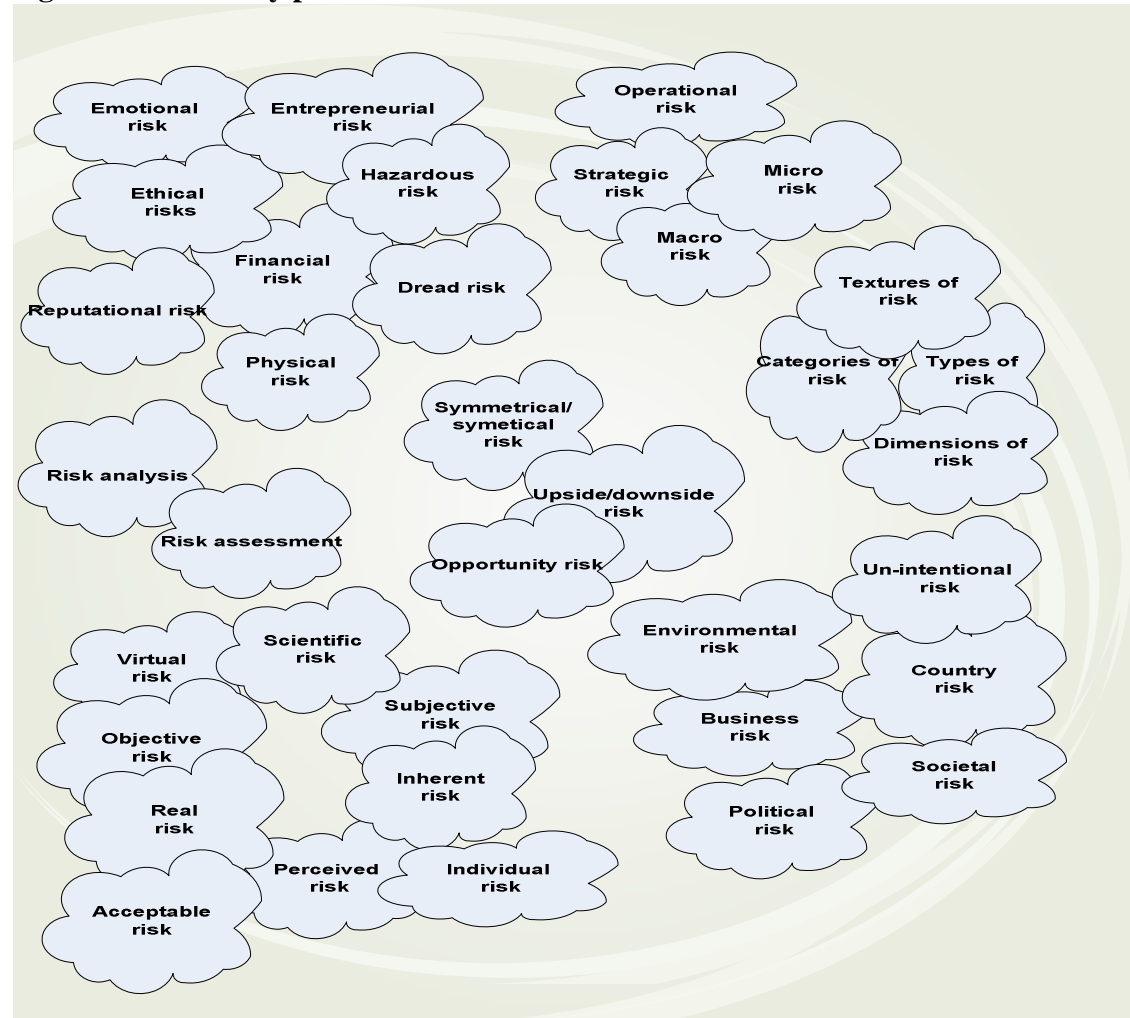 Emotional
risk
Entrepreneurial
risk
Ethical
risks
Hazardous
risk
Financial
risk
Reputational risk
Dread risk
Physical
risk
Operational
risk
Strategic
risk
Micro
risk
Macro
risk
Textures of
risk
Categories of
risk
Types of
risk
Dimensions of
risk
Symmetrical/
symetical
risk
Upside/downside
risk
Opportunity risk
Risk analysis
Risk assessment
Virtual
risk
Scientific
risk
Subjective
risk
Objective
risk
Inherent
risk
Real
risk
Perceived
risk
Individual
risk
Acceptable
risk
Un-intentional
risk
Environmental
risk
Country
risk
Business
risk
Societal
risk
Political
risk